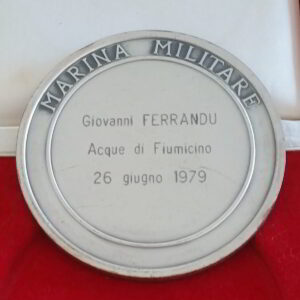 MARINA MILITARE
Giovanni FERRANDU
Acque di Fiumicino
26 giugno 1979